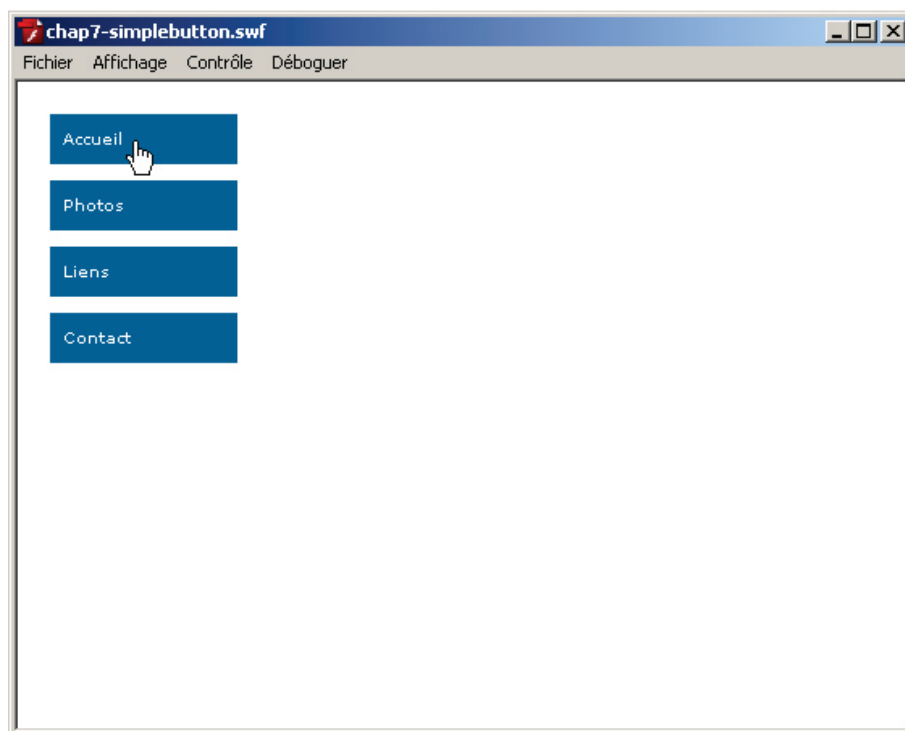 chap7-simplebutton.swf
Fichier Affichage Contrôle Déboguer
Accueil
Photos
Liens
Contact